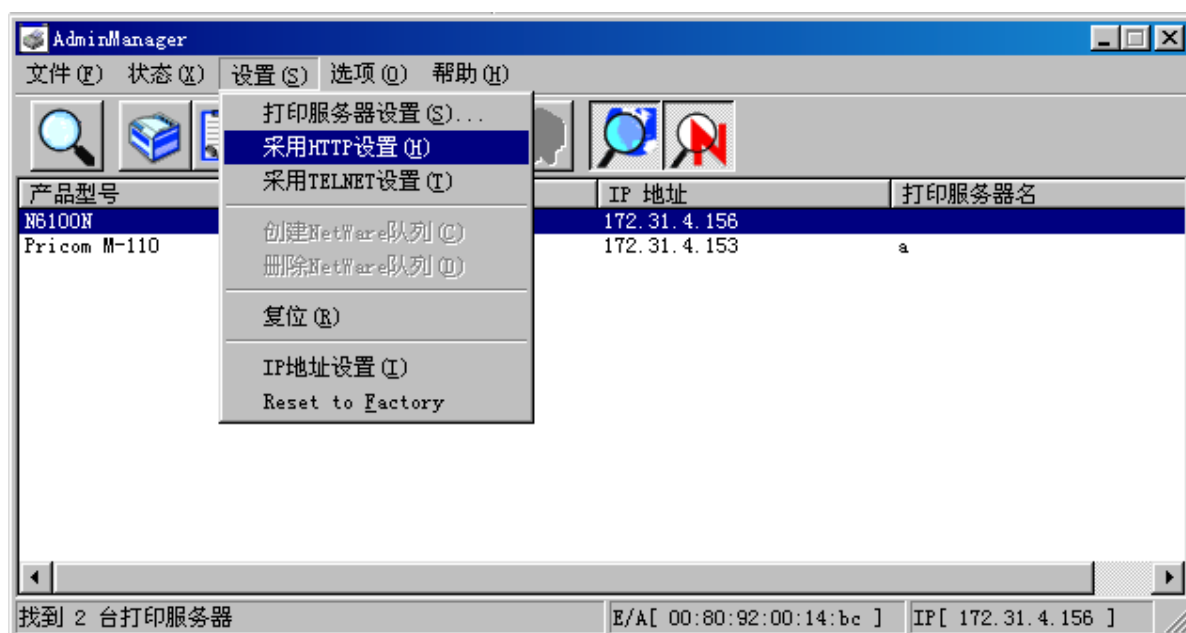 AdminManager
文件(F) 状态(X) 设置(S) 选项(O) 帮助(H)
打印服务器设置(S)...
采用HTTP设置(H)
采用TELNET设置(T)
创建NetWare队列(C)
删除NetWare队列(D)
复位(R)
IP地址设置(I)
Reset to Factory
产品型号 IP 地址 打印服务器名
N6100N 172.31.4.156
Pricom M-110 172.31.4.153 a
找到 2 台打印服务器 E/A[ 00:80:92:00:14:bc ] IP[ 172.31.4.156 ]